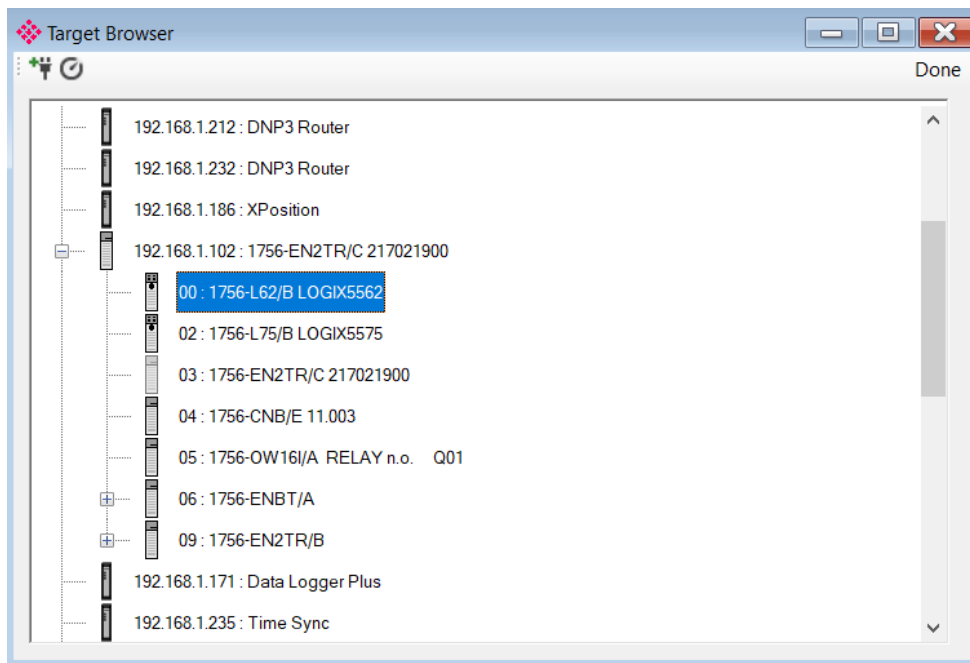 Target Browser
Done
192.168.1.212 : DNP3 Router
192.168.1.232 : DNP3 Router
192.168.1.186 : XPosition
192.168.1.102 : 1756-EN2TR/C 217021900
00 : 1756-L62/B LOGIX5562
02 : 1756-L75/B LOGIX5575
03 : 1756-EN2TR/C 217021900
04 : 1756-CNB/E 11.003
05 : 1756-OW16I/A RELAY n.o. Q01
06 : 1756-ENBT/A
09 : 1756-EN2TR/B
192.168.1.171 : Data Logger Plus
192.168.1.235 : Time Sync